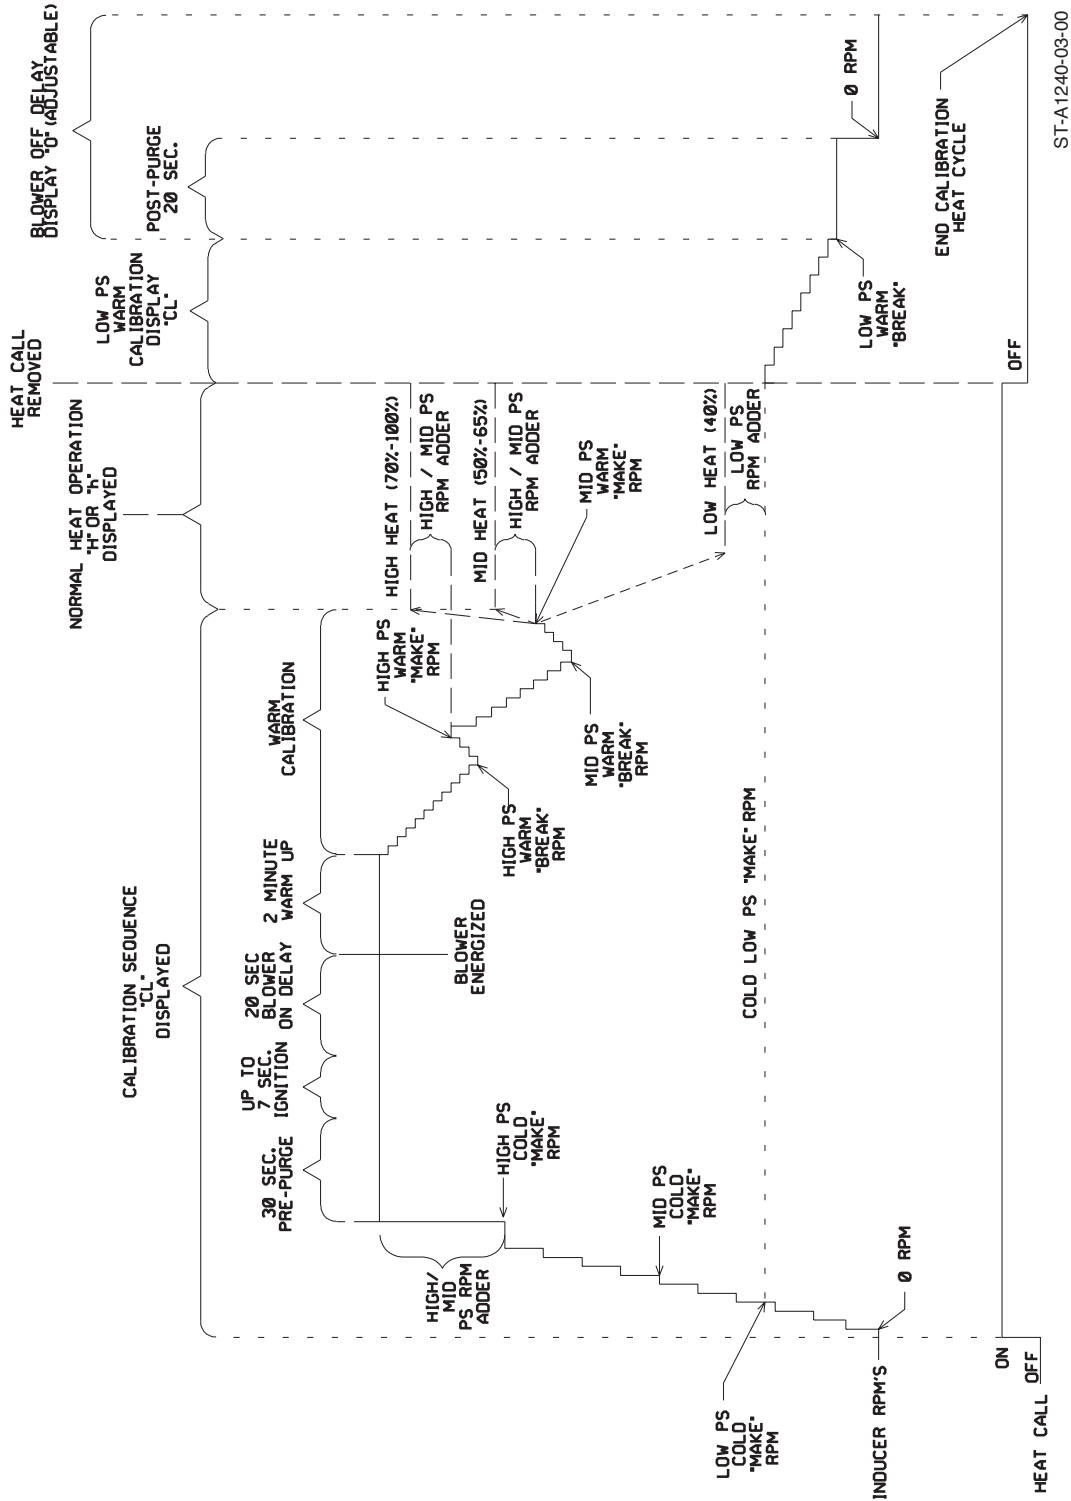 CALIBRATION SEQUENCE
"CL"
DISPLAYED
NORMAL HEAT OPERATION
"H" OR "h"
DISPLAYED
HEAT CALL
REMOVED
LOW PS
WARM
CALIBRATION
DISPLAY
"CL"
BLOWER OFF DELAY
DISPLAY "D" (ADJUSTABLE)
POST-PURGE
20 SEC.
30 SEC.
PRE-PURGE
UP TO
7 SEC.
IGNITION
20 SEC
BLOWER
ON DELAY
2 MINUTE
WARM UP
WARM
CALIBRATION
HIGH/
MID
PS RPM
ADDER
HIGH PS
COLD
"MAKE"
RPM
BLOWER
ENERGIZED
HIGH PS
WARM
"BREAK"
RPM
HIGH PS
WARM
"MAKE"
RPM
HIGH HEAT (70%-100%)
HIGH / MID PS
RPM ADDER
MID HEAT (50%-65%)
HIGH / MID PS
RPM ADDER
MID PS
WARM
"BREAK"
RPM
MID PS
WARM
"MAKE"
RPM
MID PS
COLD
"MAKE"
RPM
LOW HEAT (40%)
LOW PS
RPM ADDER
COLD LOW PS "MAKE" RPM
LOW PS
COLD
"MAKE"
RPM
LOW PS
WARM
"BREAK"
0 RPM
INDUCER RPM'S
0 RPM
END CALIBRATION
HEAT CYCLE
ON
OFF
OFF
HEAT CALL
ST-A1240-03-00